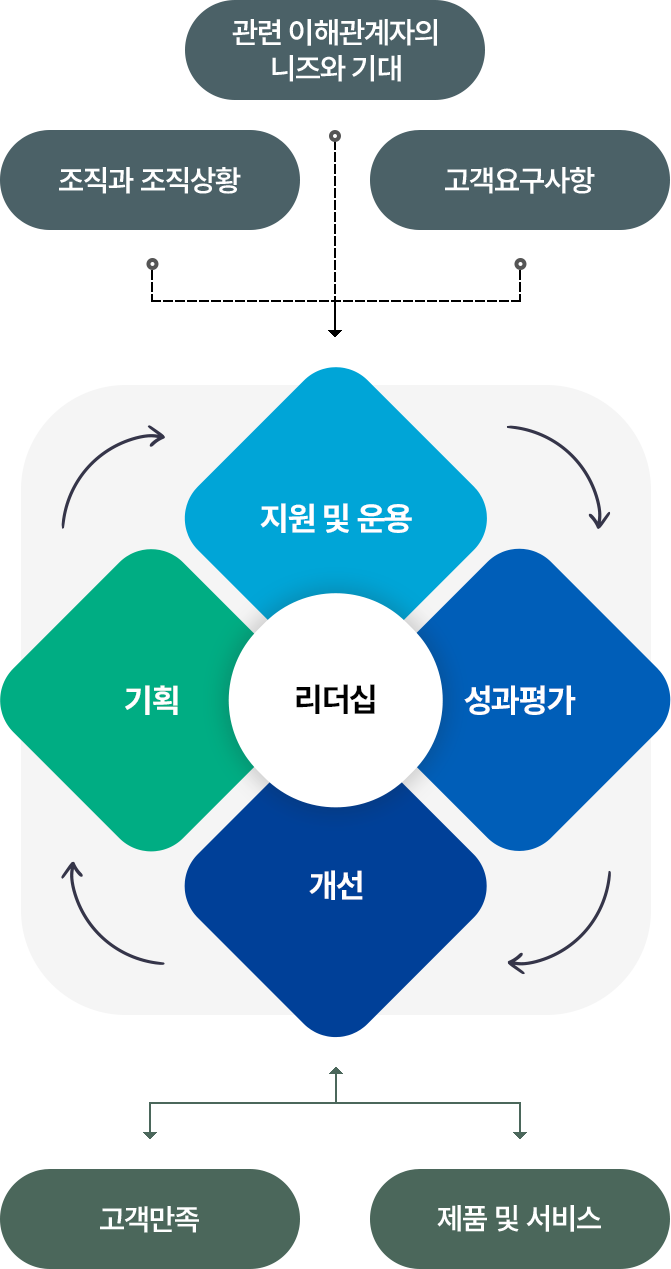 관련 이해관계자의
니즈와 기대
조직과 조직상황
고객요구사항
지원 및 운용
기획
리더십
성과평가
개선
고객만족
제품 및 서비스